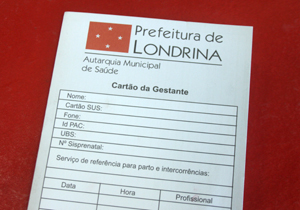 Prefeitura de
LONDRINA
Autarquia Municipal
de Saúde
Cartão da Gestante
Nome:
Cartão SUS:
Fone:
Id PAC:
UBS:
Nº Sisprenatal:
Serviço de referência para parto e intercorrências:
Data Hora Profissional